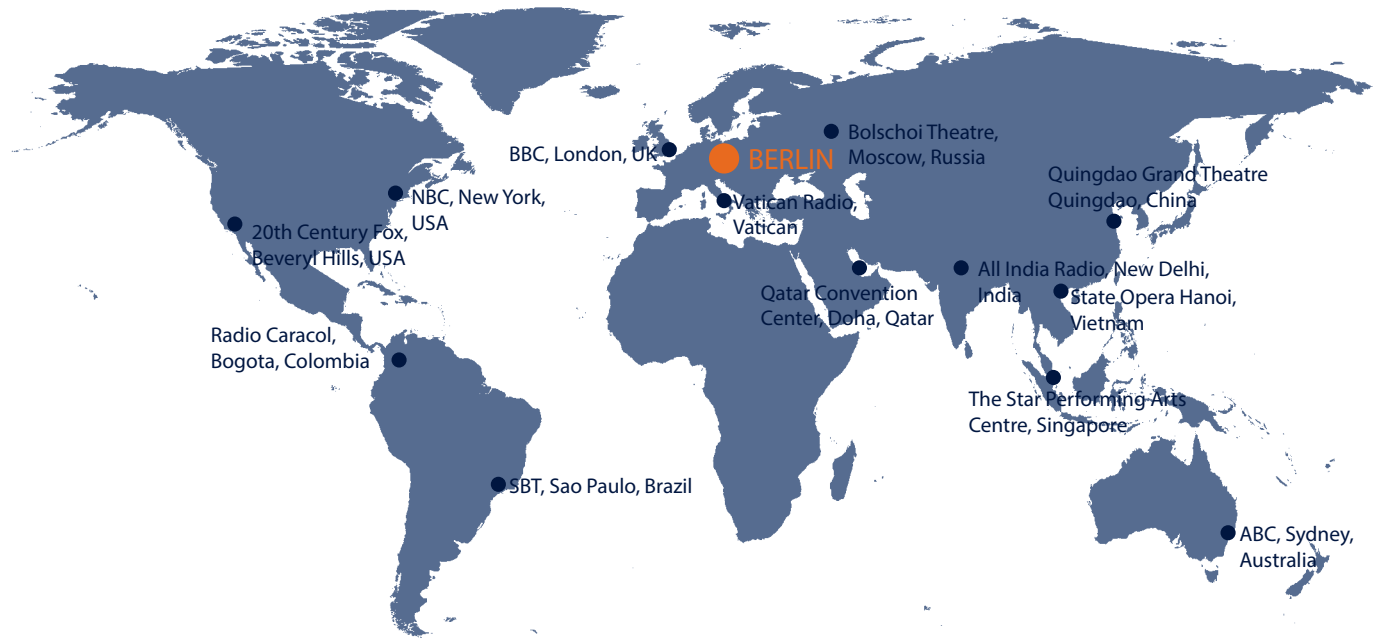 Bolschoi Theatre,
Moscow, Russia
BBC, London, UK
BERLIN
Quingdao Grand Theatre
Quingdao, China
NBC, New York,
USA
Vatican Radio,
Vatican
20th Century Fox,
Beveryl Hills, USA
All India Radio, New Delhi,
India
Qatar Convention
Center, Doha, Qatar
State Opera Hanoi,
Vietnam
Radio Caracol,
Bogota, Colombia
The Star Performing Arts
Centre, Singapore
SBT, Sao Paulo, Brazil
ABC, Sydney,
Australia